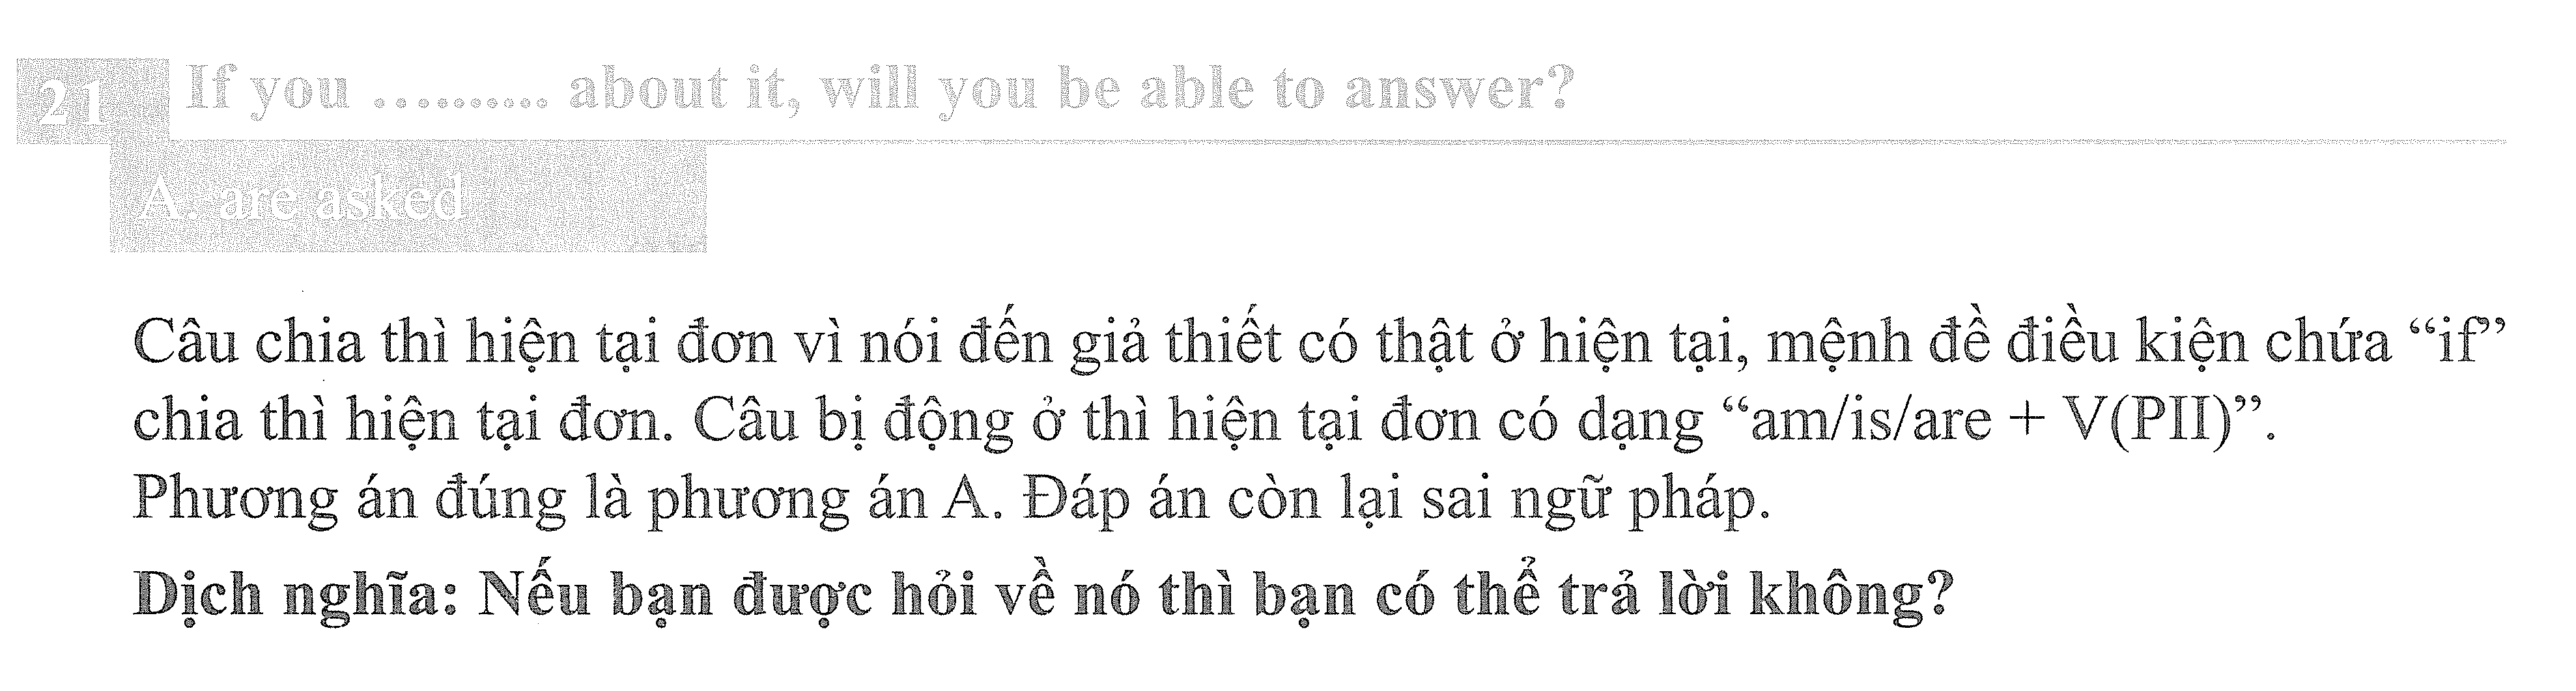 21 If you .......... about it, will you be able to answer?
A. are asked
Câu chia thì hiện tại đơn vì nói đến giả thiết có thật ở hiện tại, mệnh đề điều kiện chứa “if”
chia thì hiện tại đơn. Câu bị động ở thì hiện tại đơn có dạng “am/is/are + V(PII)”.
Phương án đúng là phương án A. Đáp án còn lại sai ngữ pháp.
Dịch nghĩa: Nếu bạn được hỏi về nó thì bạn có thể trả lời không?